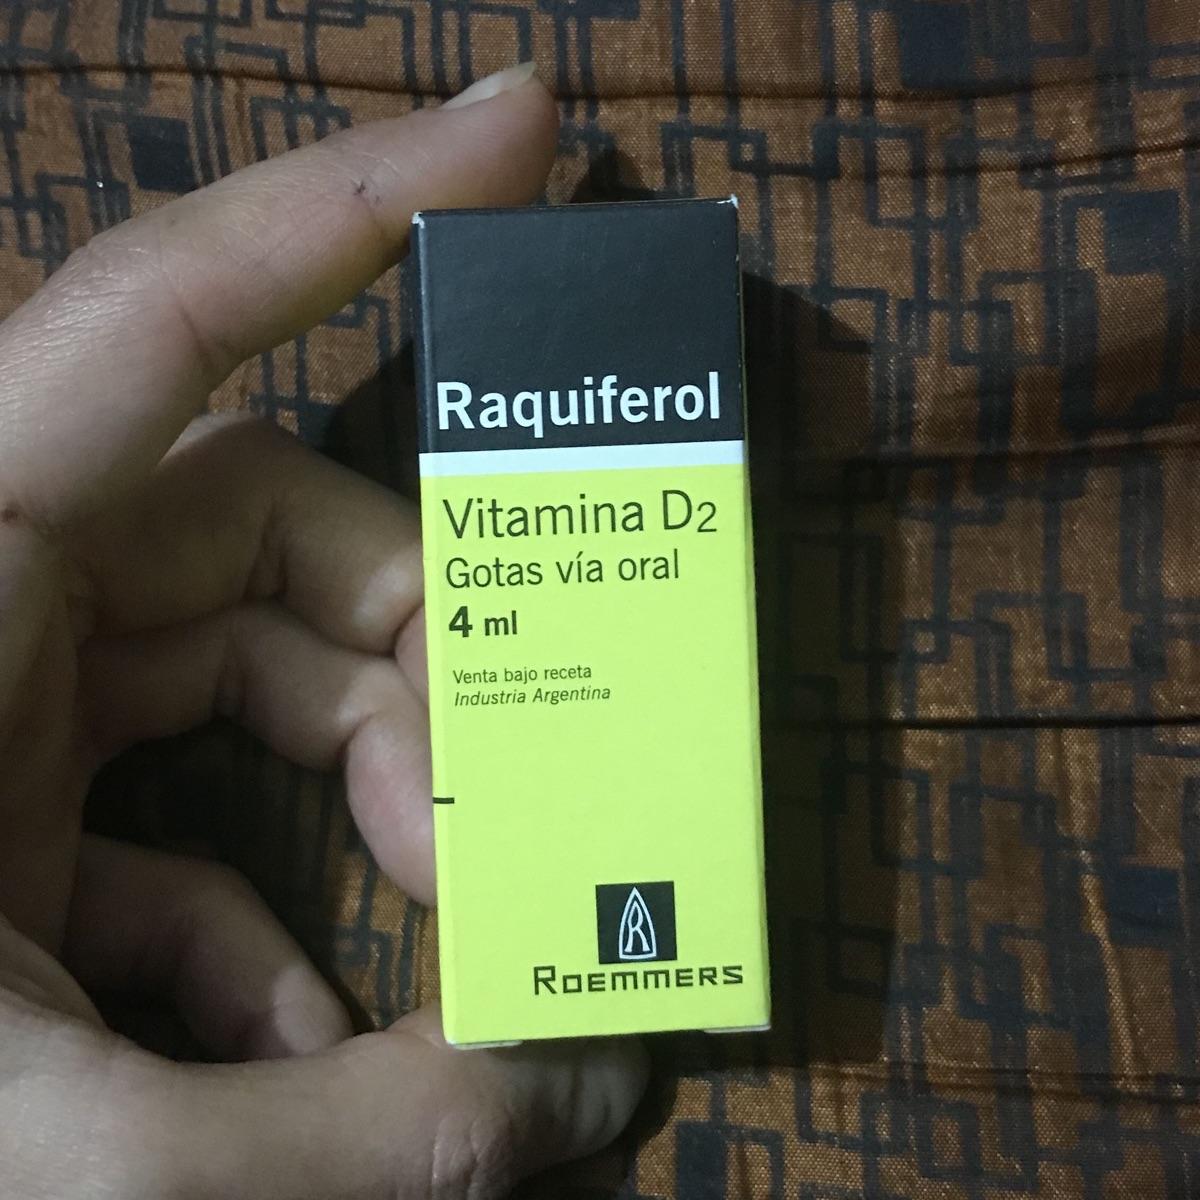 Raquiferol
Vitamina D2
Gotas vía oral
4 ml
Venta bajo receta
Industria Argentina
R
ROEMMERS